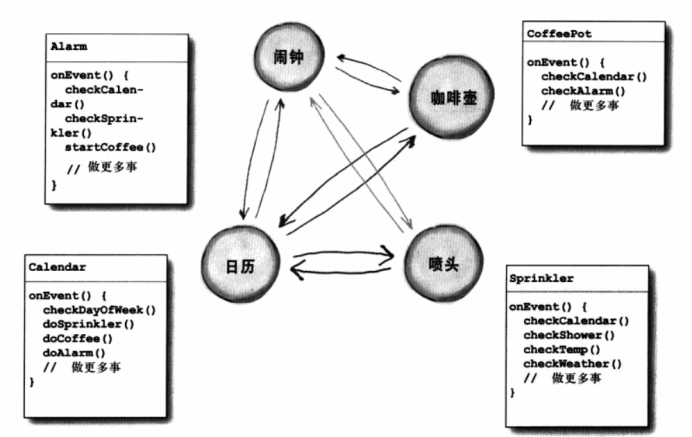 Alarm
onEvent() {
checkCalen-
dar()
checkSprin-
kler()
startCoffee()
// 做更多事
}
闹钟
咖啡壶
CoffeePot
onEvent() {
checkCalendar()
checkAlarm()
// 做更多事
}
日历
喷头
Calendar
onEvent() {
checkDayOfWeek()
doSprinkler()
doCoffee()
doAlarm()
// 做更多事
}
Sprinkler
onEvent() {
checkCalendar()
checkShower()
checkTemp()
checkWeather()
// 做更多事
}